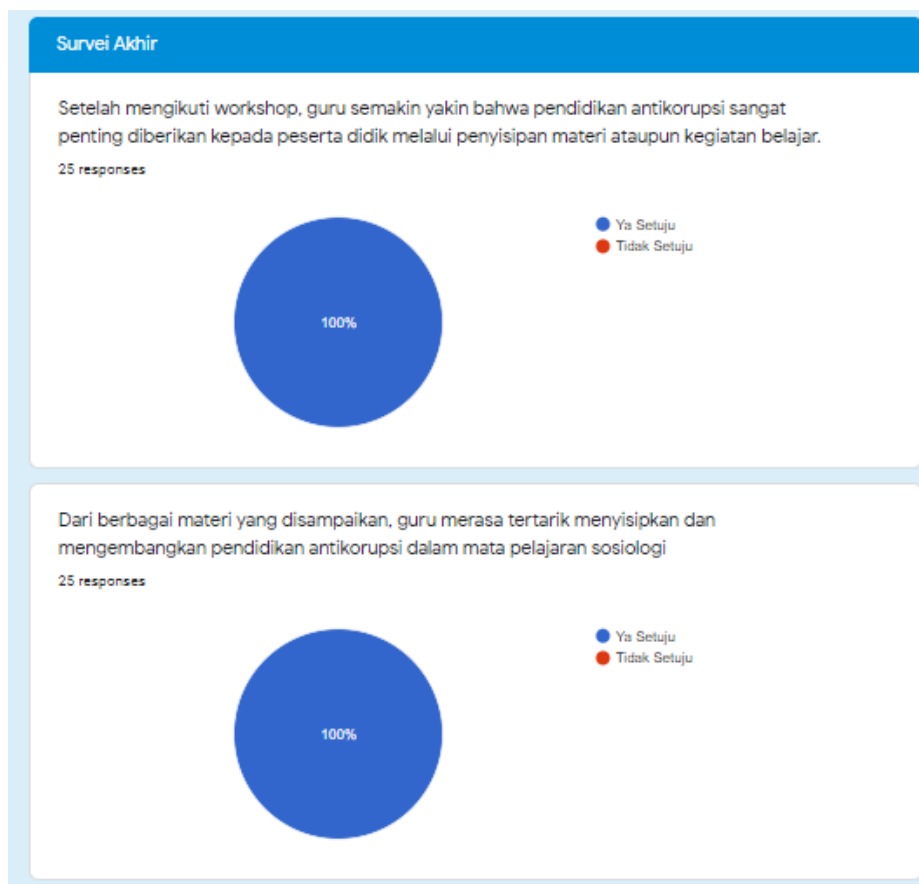 Survei Akhir
Setelah mengikuti workshop, guru semakin yakin bahwa pendidikan antikorupsi sangat
penting diberikan kepada peserta didik melalui penyisipan materi ataupun kegiatan belajar.
25 responses
Ya Setuju
Tidak Setuju
100%
Dari berbagai materi yang disampaikan, guru merasa tertarik menyisipkan dan
mengembangkan pendidikan antikorupsi dalam mata pelajaran sosiologi
25 responses
Ya Setuju
Tidak Setuju
100%